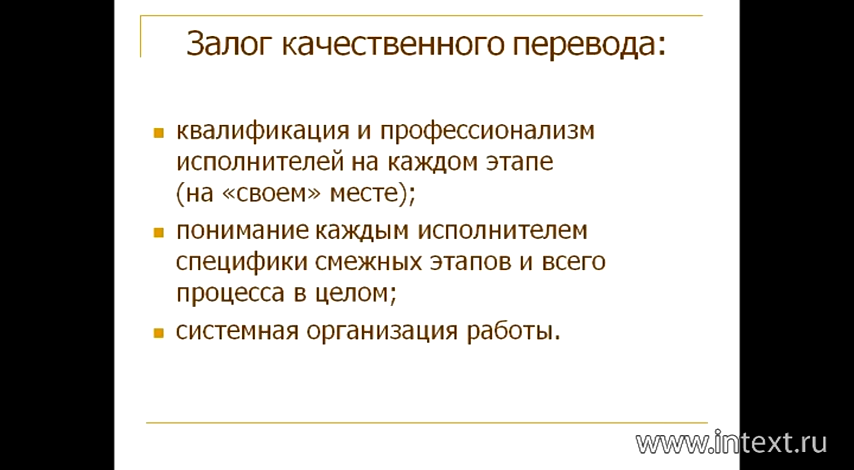 Залог качественного перевода:
квалификация и профессионализм
исполнителей на каждом этапе
(на «своем» месте);
понимание каждым исполнителем
специфики смежных этапов и всего
процесса в целом;
системная организация работы.
www.intext.ru